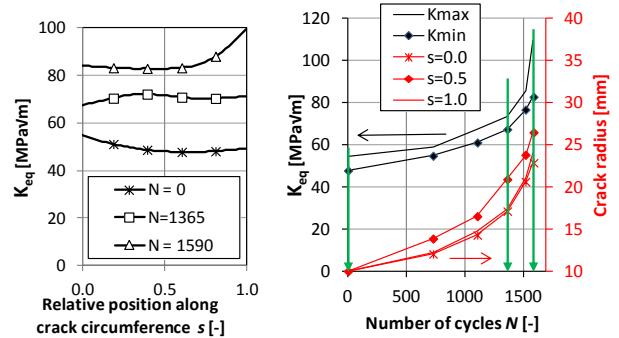 100
80
60
40
20
0
K_eq [MPa√m]
N = 0
N=1365
N = 1590
0.0
0.5
1.0
Relative position along
crack circumference s [-]
120
100
80
60
40
20
0
K_eq [MPa√m]
Kmax
Kmin
s=0.0
s=0.5
s=1.0
40
35
30
25
20
15
10
Crack radius [mm]
0
500
1000
1500
Number of cycles N [-]